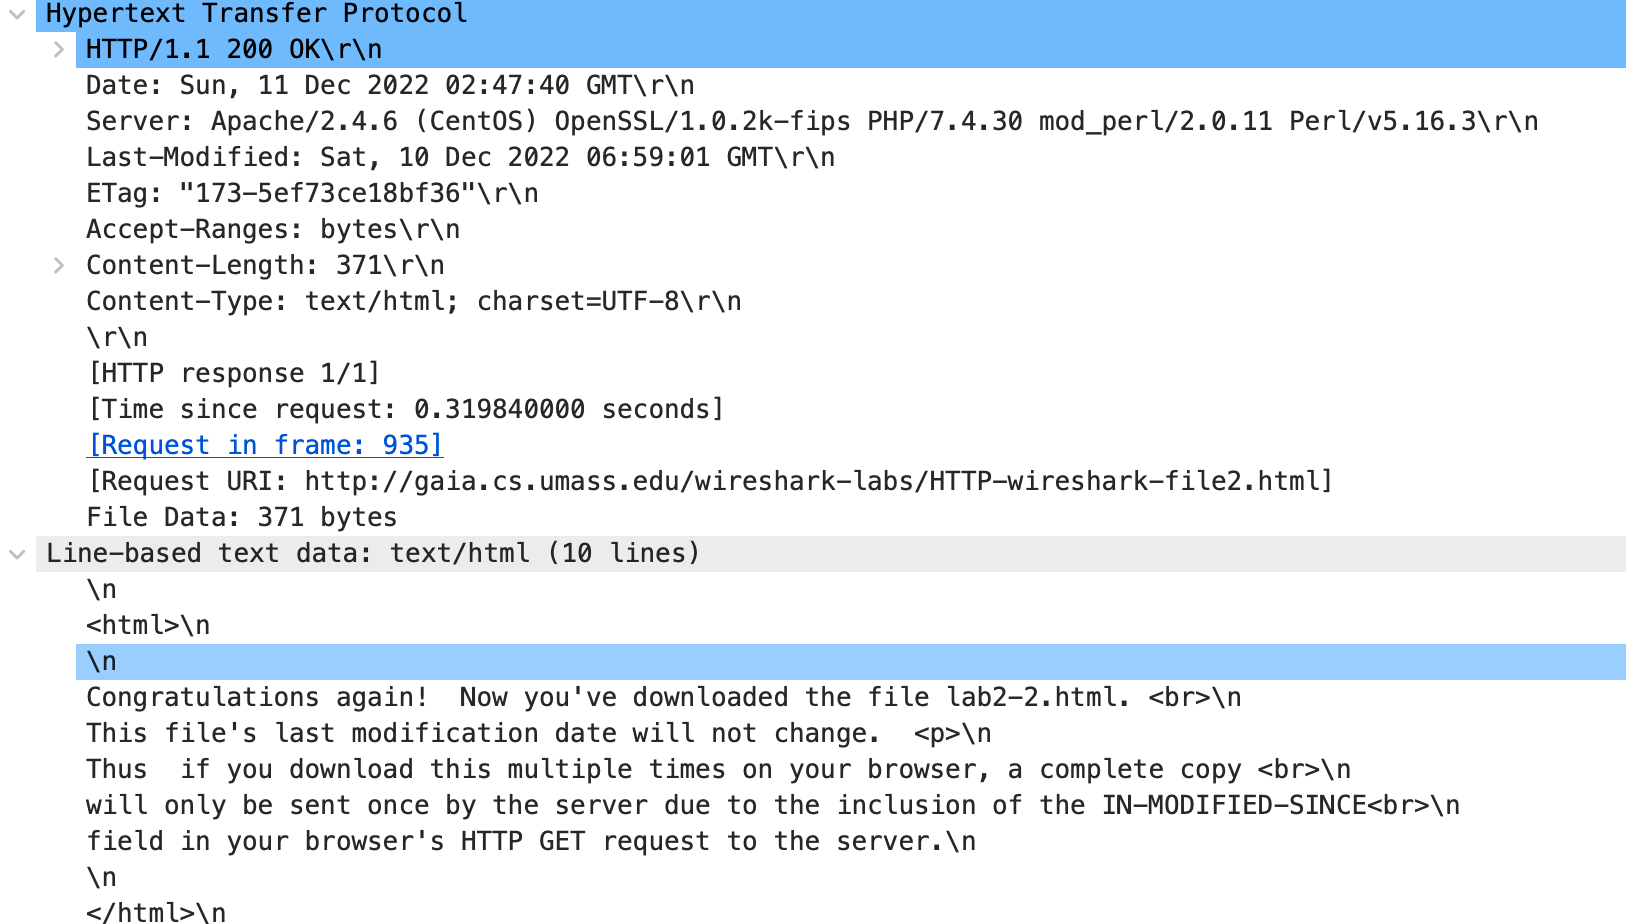 Hypertext Transfer Protocol
HTTP/1.1 200 OK\r\n
Date: Sun, 11 Dec 2022 02:47:40 GMT\r\n
Server: Apache/2.4.6 (CentOS) OpenSSL/1.0.2k-fips PHP/7.4.30 mod_perl/2.0.11 Perl/v5.16.3\r\n
Last-Modified: Sat, 10 Dec 2022 06:59:01 GMT\r\n
ETag: "173-5ef73ce18bf36"\r\n
Accept-Ranges: bytes\r\n
Content-Length: 371\r\n
Content-Type: text/html; charset=UTF-8\r\n
\r\n
[HTTP response 1/1]
[Time since request: 0.319840000 seconds]
[Request in frame: 935]
[Request URI: http://gaia.cs.umass.edu/wireshark-labs/HTTP-wireshark-file2.html]
File Data: 371 bytes
Line-based text data: text/html (10 lines)
\n
<html>\n
\n
Congratulations again!  Now you've downloaded the file lab2-2.html. <br>\n
This file's last modification date will not change.  <p>\n
Thus  if you download this multiple times on your browser, a complete copy <br>\n
will only be sent once by the server due to the inclusion of the IN-MODIFIED-SINCE<br>\n
field in your browser's HTTP GET request to the server.\n
\n
</html>\n